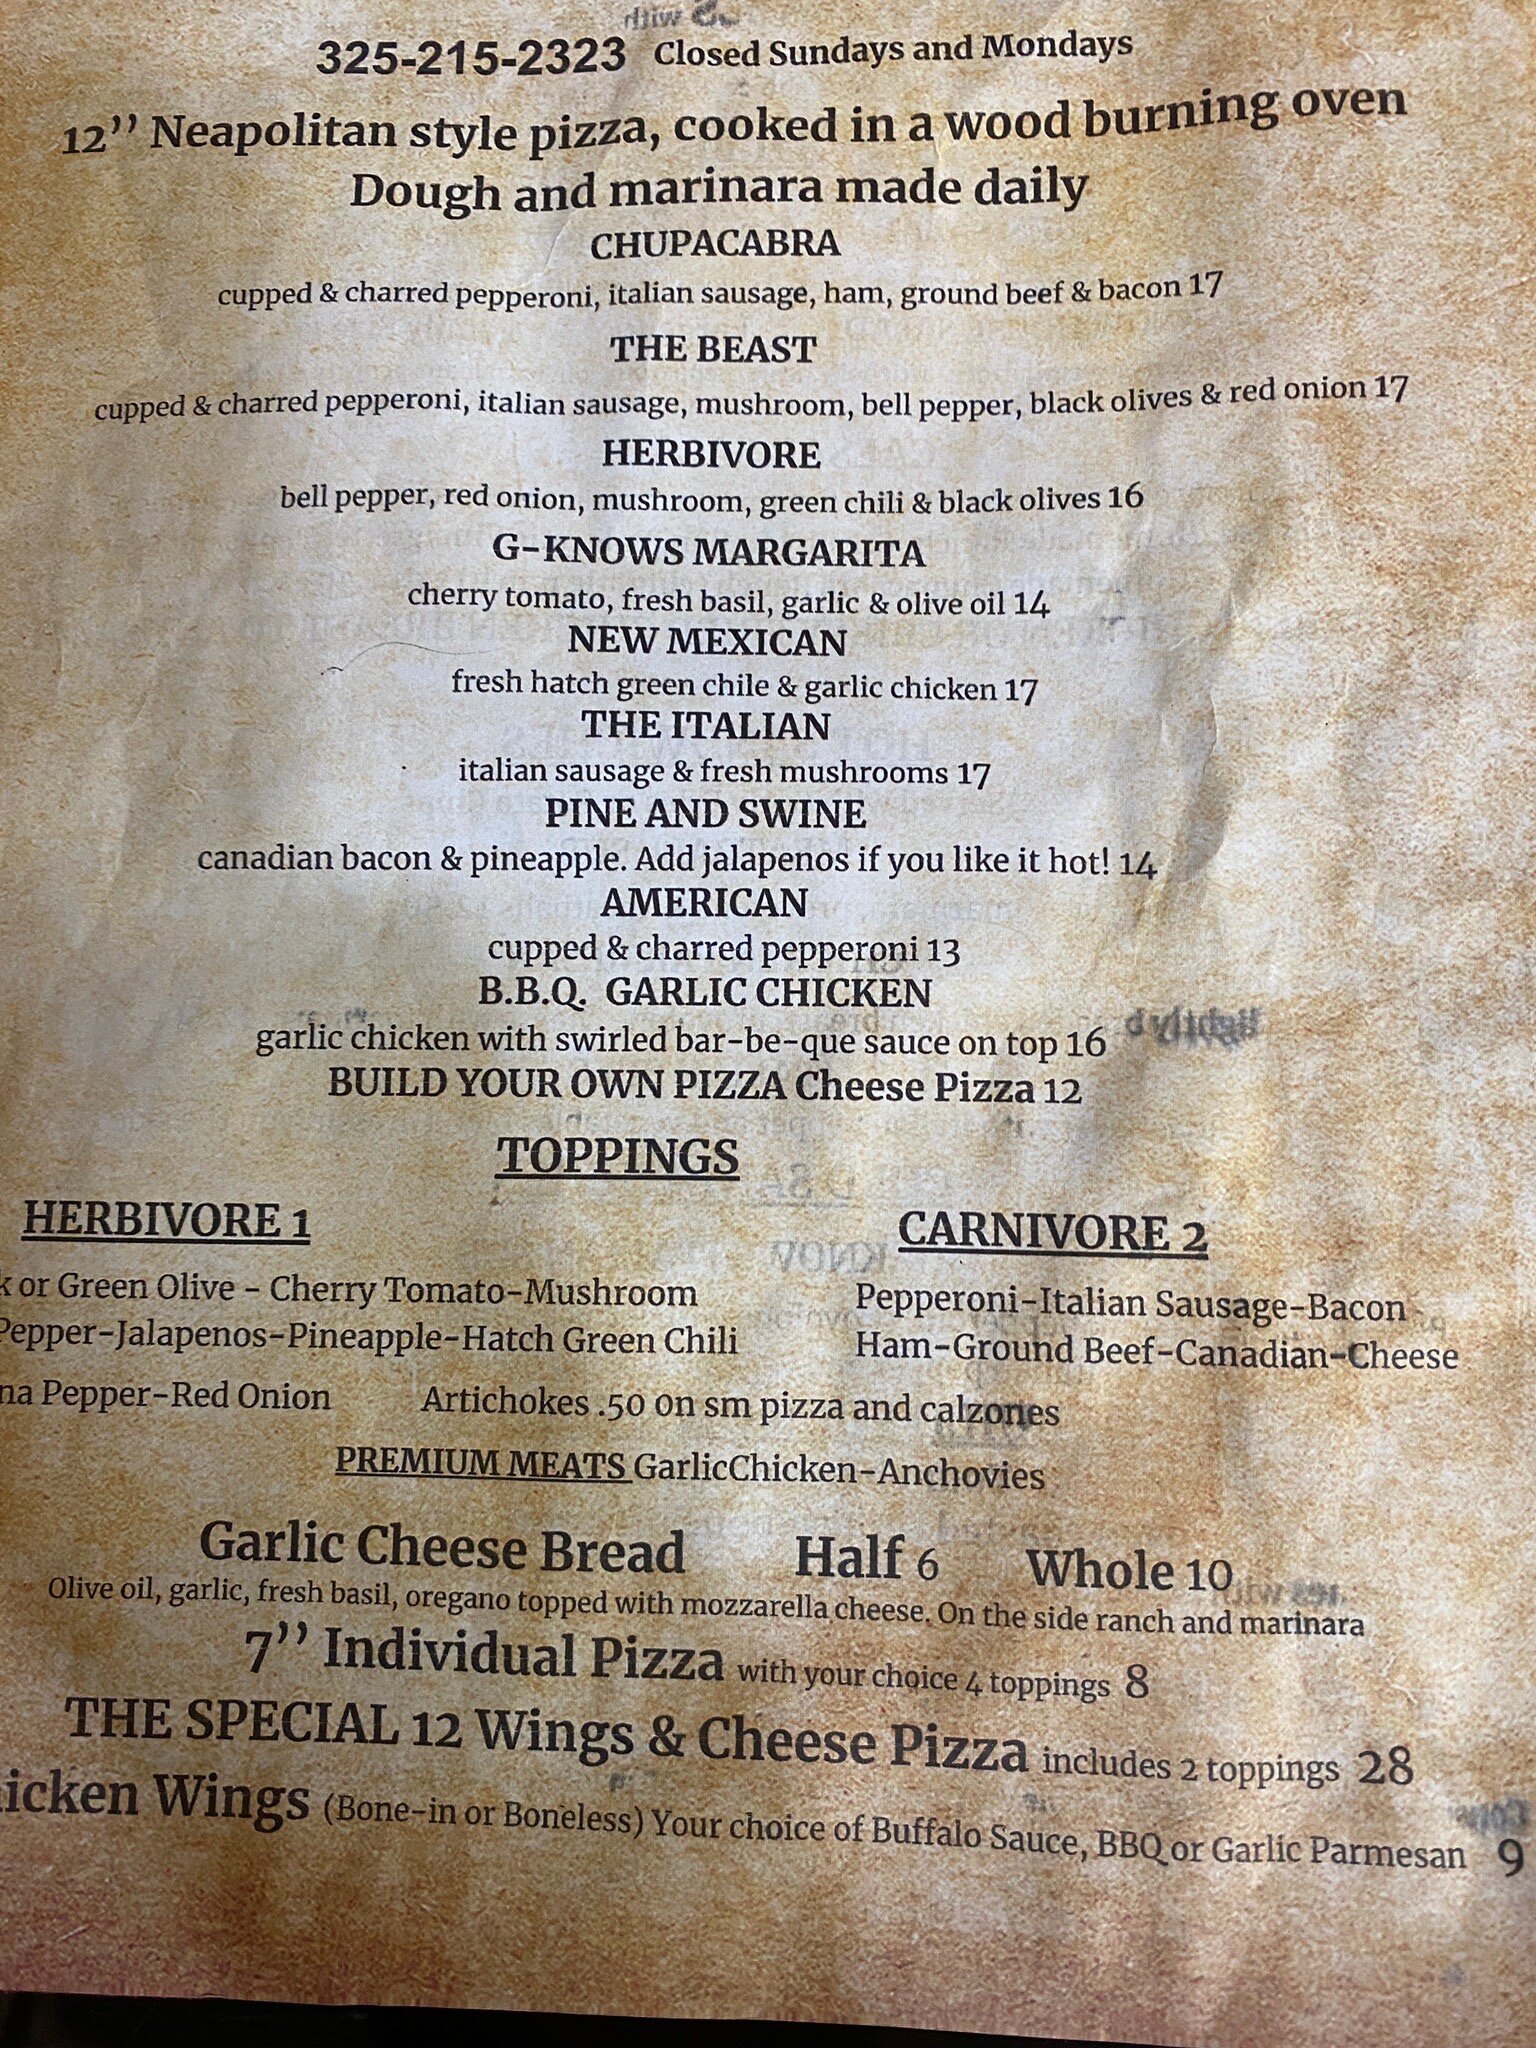 325-215-2323 Closed Sundays and Mondays
12’’ Neapolitan style pizza, cooked in a wood burning oven
Dough and marinara made daily
CHUPACABRA
cupped & charred pepperoni, italian sausage, ham, ground beef & bacon 17
THE BEAST
cupped & charred pepperoni, italian sausage, mushroom, bell pepper, black olives & red onion 17
HERBIVORE
bell pepper, red onion, mushroom, green chili & black olives 16
G-KNOWS MARGARITA
cherry tomato, fresh basil, garlic & olive oil 14
NEW MEXICAN
fresh hatch green chile & garlic chicken 17
THE ITALIAN
italian sausage & fresh mushrooms 17
PINE AND SWINE
canadian bacon & pineapple. Add jalapenos if you like it hot! 14
AMERICAN
cupped & charred pepperoni 13
B.B.Q. GARLIC CHICKEN
garlic chicken with swirled bar-be-que sauce on top 16
BUILD YOUR OWN PIZZA Cheese Pizza 12
TOPPINGS
HERBIVORE 1
or Green Olive - Cherry Tomato-Mushroom
Pepper-Jalapenos-Pineapple-Hatch Green Chili
Pepper-Red Onion
CARNIVORE 2
Pepperoni-Italian Sausage-Bacon
Ham-Ground Beef-Canadian-Cheese
Artichokes .50 on sm pizza and calzones
PREMIUM MEATS GarlicChicken-Anchovies
Garlic Cheese Bread Half 6 Whole 10
Olive oil, garlic, fresh basil, oregano topped with mozzarella cheese. On the side ranch and marinara
7’’ Individual Pizza with your choice 4 toppings 8
THE SPECIAL 12 Wings & Cheese Pizza includes 2 toppings 28
icken Wings (Bone-in or Boneless) Your choice of Buffalo Sauce, BBQ or Garlic Parmesan 9